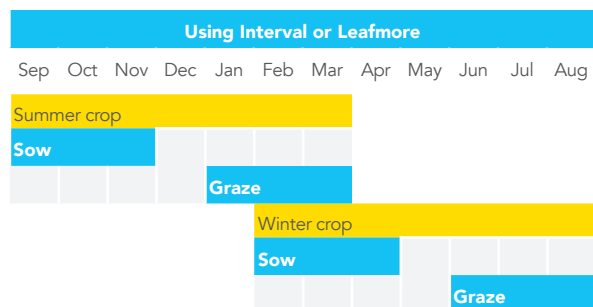 Using Interval or Leafmore
Sep Oct Nov Dec Jan Feb Mar Apr May Jun Jul Aug
Summer crop
Sow
Graze
Winter crop
Sow
Graze